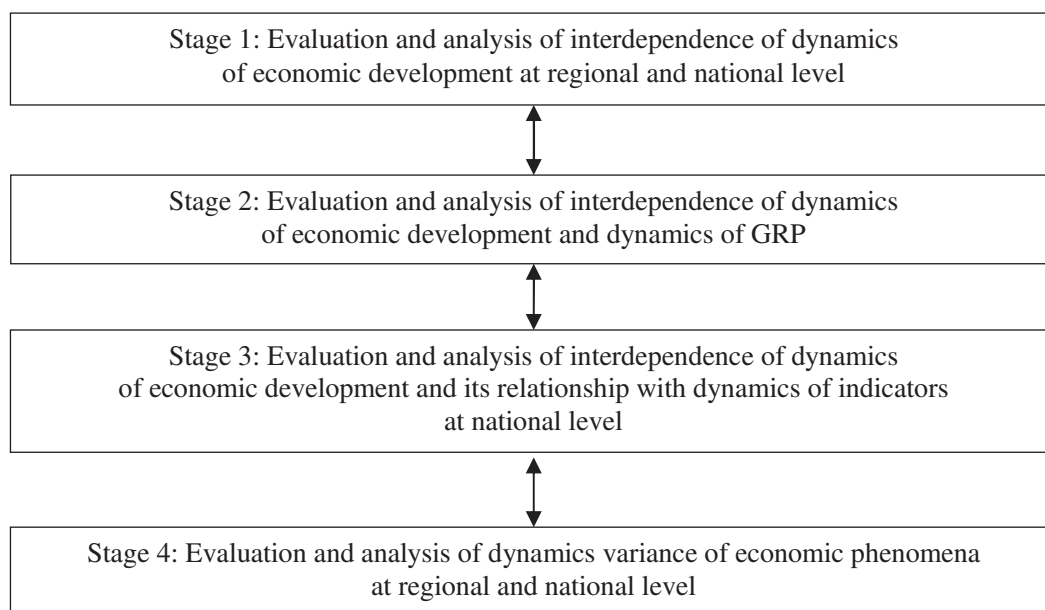 Stage 1: Evaluation and analysis of interdependence of dynamics
of economic development at regional and national level
Stage 2: Evaluation and analysis of interdependence of dynamics
of economic development and dynamics of GRP
Stage 3: Evaluation and analysis of interdependence of dynamics
of economic development and its relationship with dynamics of indicators
at national level
Stage 4: Evaluation and analysis of dynamics variance of economic phenomena
at regional and national level